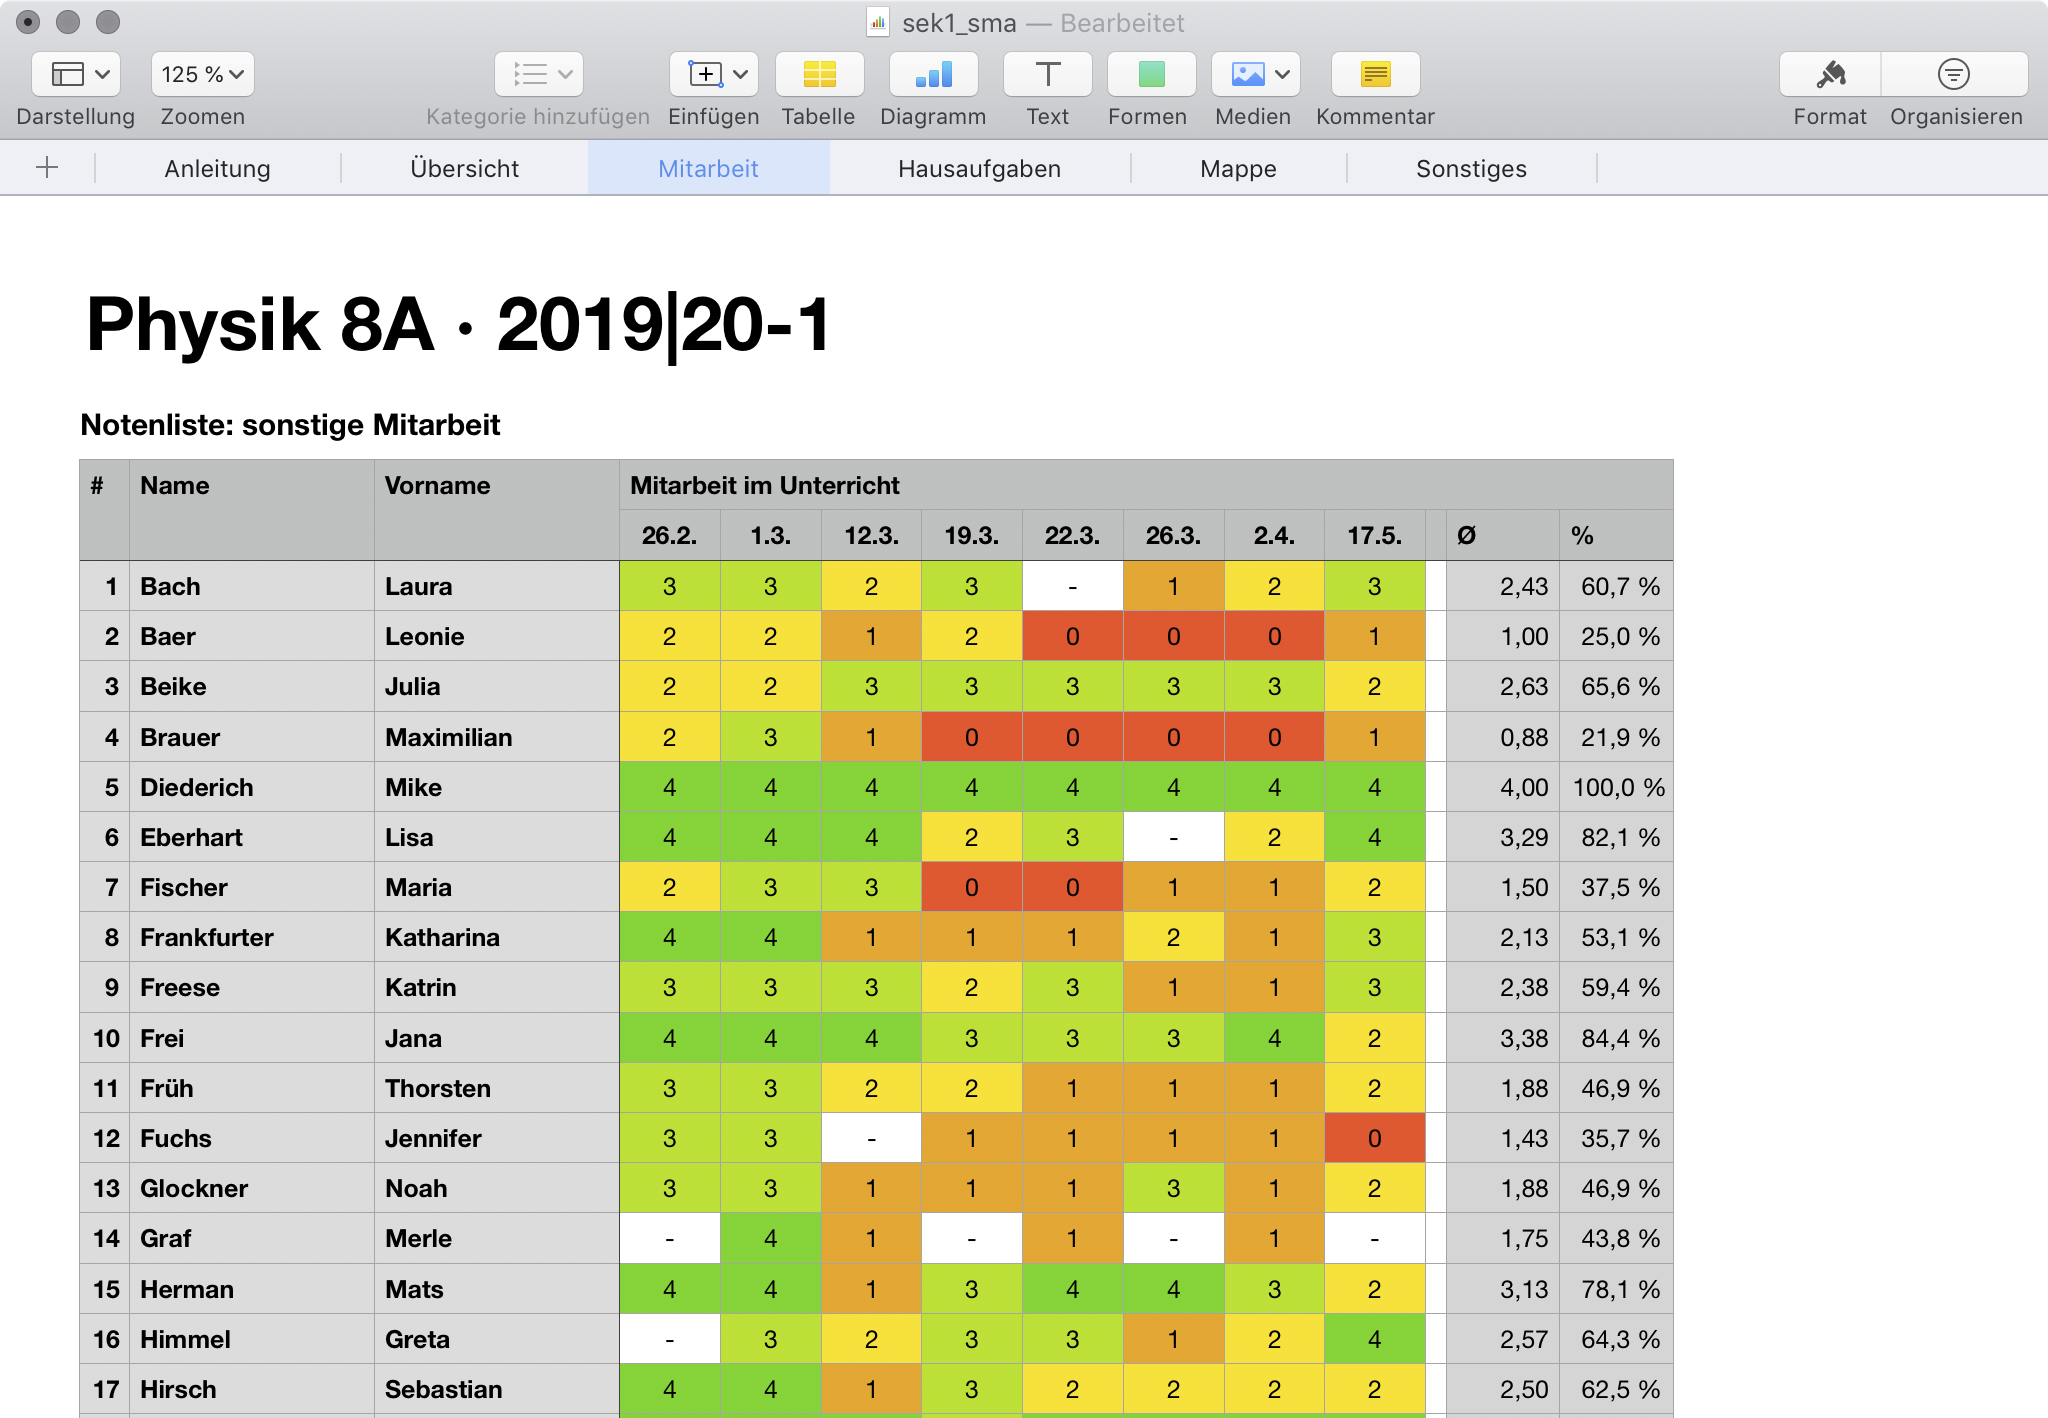 sek1_sma — Bearbeitet
125 %
Darstellung Zoomen Kategorie hinzufügen Einfügen Tabelle Diagramm Text Formen Medien Kommentar Format Organisieren
Anleitung Übersicht Mitarbeit Hausaufgaben Mappe Sonstiges
Physik 8A · 2019|20-1
Notenliste: sonstige Mitarbeit
# Name Vorname Mitarbeit im Unterricht
26.2. 1.3. 12.3. 19.3. 22.3. 26.3. 2.4. 17.5. Ø %
1 Bach Laura 3 3 2 3 - 1 2 3 2,43 60,7 %
2 Baer Leonie 2 2 1 2 0 0 0 1 1,00 25,0 %
3 Beike Julia 2 2 3 3 3 3 3 2 2,63 65,6 %
4 Brauer Maximilian 2 3 1 0 0 0 0 1 0,88 21,9 %
5 Diederich Mike 4 4 4 4 4 4 4 4 4,00 100,0 %
6 Eberhart Lisa 4 4 4 2 3 - 2 4 3,29 82,1 %
7 Fischer Maria 2 3 3 0 0 1 1 2 1,50 37,5 %
8 Frankfurter Katharina 4 4 1 1 1 2 1 3 2,13 53,1 %
9 Freese Katrin 3 3 3 2 3 1 1 3 2,38 59,4 %
10 Frei Jana 4 4 4 3 3 3 4 2 3,38 84,4 %
11 Früh Thorsten 3 3 2 2 1 1 1 2 1,88 46,9 %
12 Fuchs Jennifer 3 3 - 1 1 1 1 0 1,43 35,7 %
13 Glockner Noah 3 3 1 1 1 3 1 2 1,88 46,9 %
14 Graf Merle - 4 1 - 1 - 1 - 1,75 43,8 %
15 Herman Mats 4 4 1 3 4 4 3 2 3,13 78,1 %
16 Himmel Greta - 3 2 3 3 1 2 4 2,57 64,3 %
17 Hirsch Sebastian 4 4 1 3 2 2 2 2 2,50 62,5 %